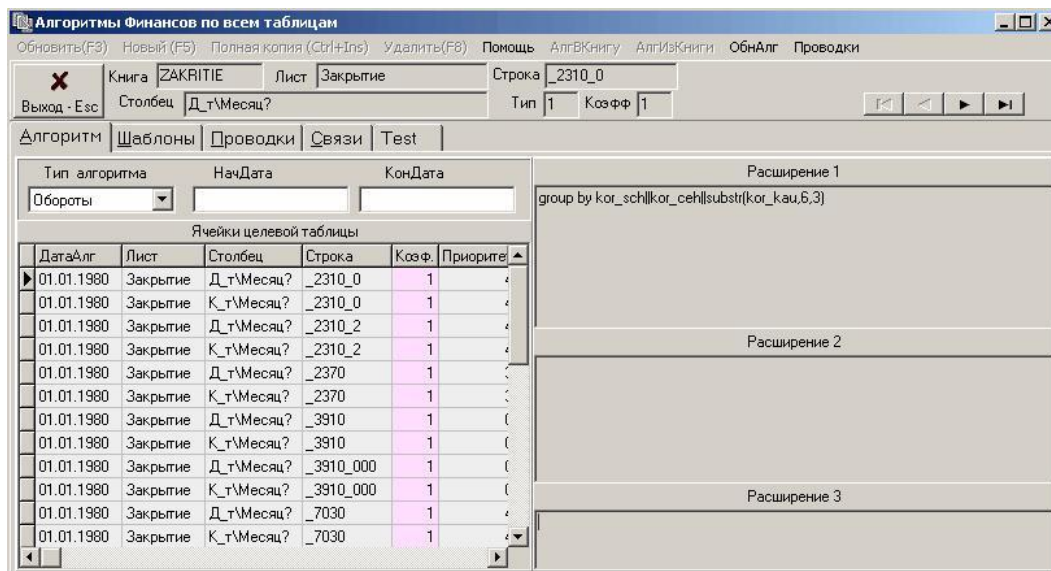 Алгоритмы Финансов по всем таблицам
Обновить(F3) Новый (F5) Полная копия (Ctrl+Ins) Удалить(F8) Помощь АлгВКнигу АлгИзКниги ОбнАлг Проводки
Выход - Esc
Книга ZAKRITIE Лист Закрытие Строка _2310_0
Столбец Д_т\Месяц? Тип 1 Коэфф 1
Алгоритм Шаблоны Проводки Связи Test
Тип алгоритма НачДата КонДата
Обороты
Ячейки целевой таблицы
ДатаАлг Лист Столбец Строка Коэф. Приорите
01.01.1980 Закрытие Д_т\Месяц? _2310_0 1
01.01.1980 Закрытие К_т\Месяц? _2310_0 1
01.01.1980 Закрытие Д_т\Месяц? _2310_2 1
01.01.1980 Закрытие К_т\Месяц? _2310_2 1
01.01.1980 Закрытие Д_т\Месяц? _2370 1
01.01.1980 Закрытие К_т\Месяц? _2370 1
01.01.1980 Закрытие Д_т\Месяц? _3910 1
01.01.1980 Закрытие К_т\Месяц? _3910 1
01.01.1980 Закрытие Д_т\Месяц? _3910_000 1
01.01.1980 Закрытие К_т\Месяц? _3910_000 1
01.01.1980 Закрытие Д_т\Месяц? _7030 1
01.01.1980 Закрытие К_т\Месяц? _7030 1
Расширение 1
group by kor_sch||kor_ceh||substr(kor_kau,6,3)
Расширение 2
Расширение 3